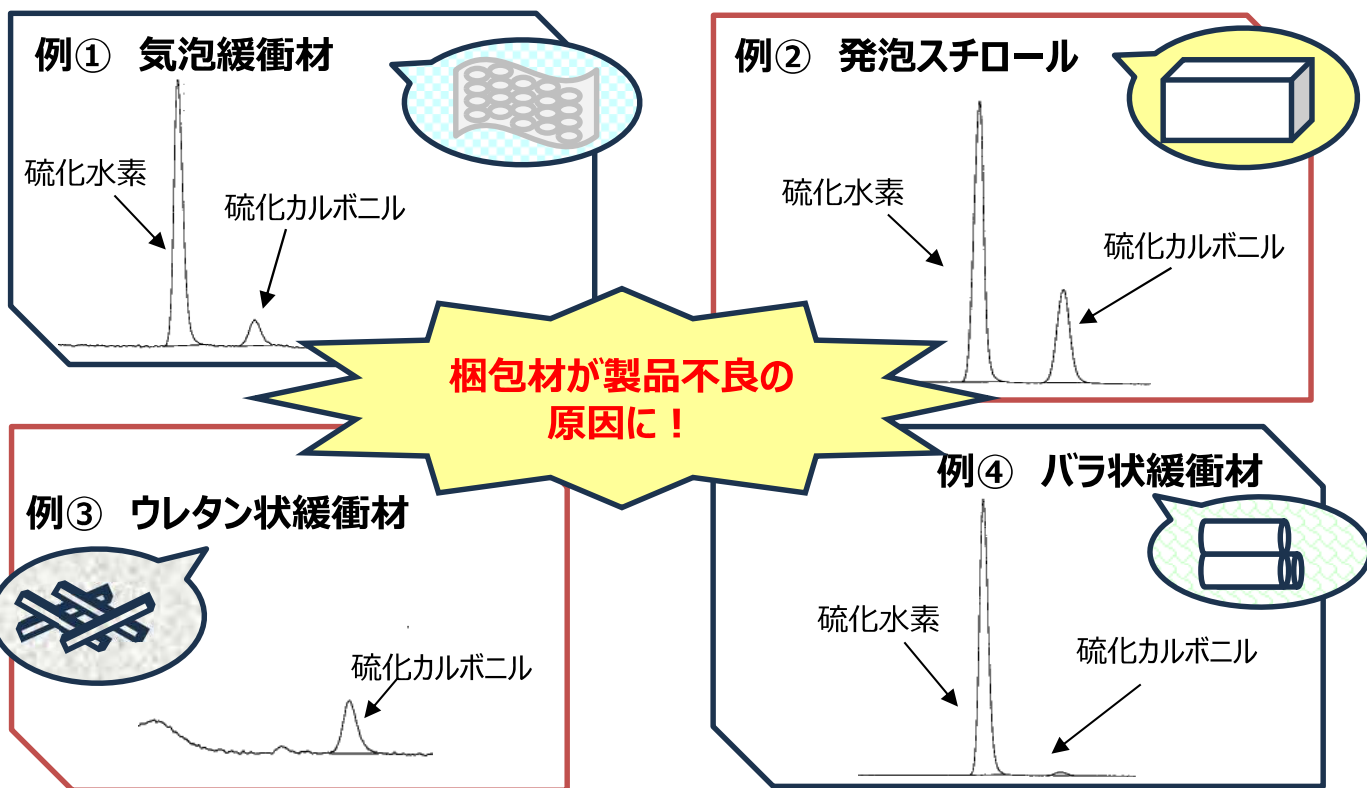 例① 気泡緩衝材
硫化水素
硫化カルボニル
例② 発泡スチロール
硫化水素
硫化カルボニル
梱包材が製品不良の
原因に！
例③ ウレタン状緩衝材
硫化カルボニル
例④ バラ状緩衝材
硫化水素
硫化カルボニル